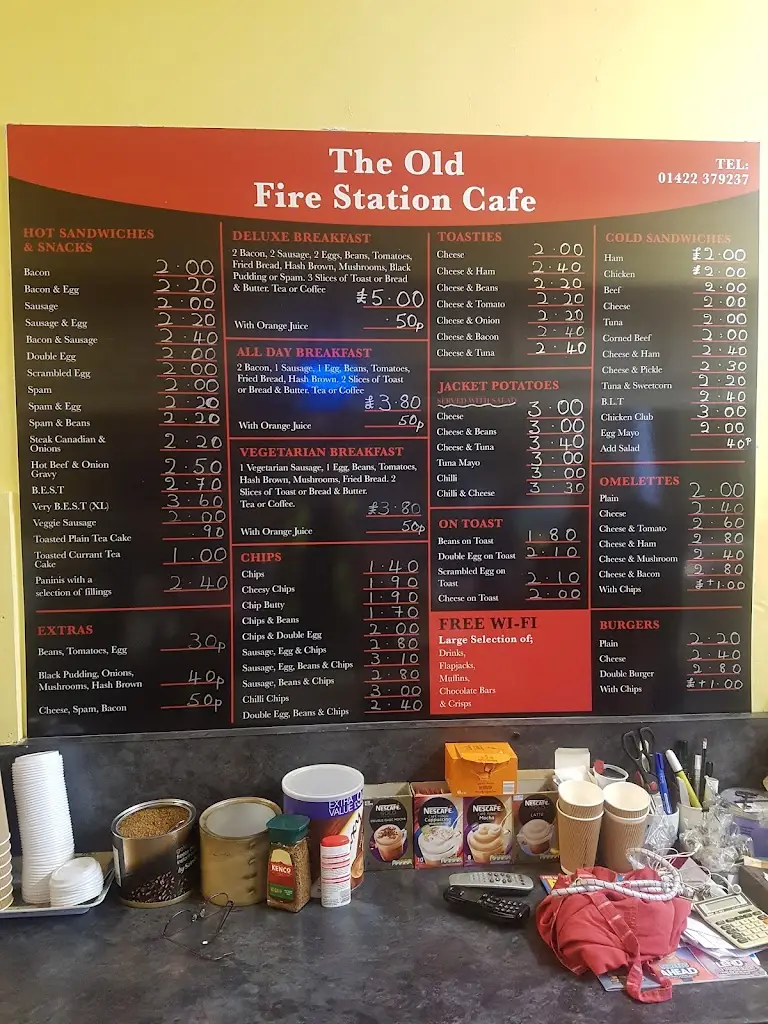 The Old
Fire Station Cafe
TEL:
01422 379237
HOT SANDWICHES
& SNACKS
Bacon 2.00
Bacon & Egg 2.20
Sausage 2.00
Sausage & Egg 2.20
Bacon & Sausage 2.40
Double Egg 2.00
Scrambled Egg 2.00
Spam 2.00
Spam & Egg 2.20
Spam & Beans 2.20
Steak Canadian &
Onions 2.20
Hot Beef & Onion
Gravy 2.50
B.E.S.T 2.70
Very B.E.S.T (XL) 3.60
Veggie Sausage 2.00
Toasted Plain Tea Cake .90
Toasted Currant Tea
Cake 1.00
Paninis with a
selection of fillings 2.40
EXTRAS
Beans, Tomatoes, Egg 30p
Black Pudding, Onions,
Mushrooms, Hash Brown 40p
Cheese, Spam, Bacon 50p
DELUXE BREAKFAST
2 Bacon, 2 Sausage, 2 Eggs, Beans, Tomatoes,
Fried Bread, Hash Brown, Mushrooms, Black
Pudding or Spam. 3 Slices of Toast or Bread
& Butter. Tea or Coffee
£5.00
With Orange Juice .50p
ALL DAY BREAKFAST
2 Bacon, 1 Sausage, 1 Egg, Beans, Tomatoes,
Fried Bread, Hash Brown. 2 Slices of Toast
or Bread & Butter. Tea or Coffee
£3.80
With Orange Juice 50p
VEGETARIAN BREAKFAST
1 Vegetarian Sausage, 1 Egg, Beans, Tomatoes,
Hash Brown, Mushrooms, Fried Bread. 2
Slices of Toast or Bread & Butter.
Tea or Coffee.
£3.80
With Orange Juice 50p
CHIPS
Chips 1.40
Cheesy Chips 1.90
Chip Butty 1.90
Chips & Beans 1.70
Chips & Double Egg 2.00
Sausage, Egg & Chips 2.80
Sausage, Egg, Beans & Chips 3.10
Sausage, Beans & Chips 2.80
Chilli Chips 3.00
Double Egg, Beans & Chips 2.40
TOASTIES
Cheese 2.00
Cheese & Ham 2.40
Cheese & Beans 2.20
Cheese & Tomato 2.20
Cheese & Onion 2.20
Cheese & Bacon 2.40
Cheese & Tuna 2.40
JACKET POTATOES
SERVED WITH SALAD
Cheese 3.00
Cheese & Beans 3.00
Cheese & Tuna 3.40
Tuna Mayo 3.00
Chilli 3.00
Chilli & Cheese 3.30
ON TOAST
Beans on Toast 1.80
Double Egg on Toast 2.10
Scrambled Egg on
Toast 2.10
Cheese on Toast 2.00
FREE WI-FI
Large Selection of;
Drinks,
Flapjacks,
Muffins,
Chocolate Bars
& Crisps
COLD SANDWICHES
Ham £2.00
Chicken £2.00
Beef 2.00
Cheese 2.00
Tuna 2.00
Corned Beef 2.00
Cheese & Ham 2.40
Cheese & Pickle 2.30
Tuna & Sweetcorn 2.20
B.L.T 2.40
Chicken Club 3.00
Egg Mayo 2.00
Add Salad 40p
OMELETTES
Plain 2.00
Cheese 2.40
Cheese & Tomato 2.60
Cheese & Ham 2.80
Cheese & Mushroom 2.40
Cheese & Bacon 2.80
With Chips £+1.00
BURGERS
Plain 2.20
Cheese 2.40
Double Burger 2.80
With Chips £+1.00
EXTRA
VALUE
KENCO
NESCAFE
GOLD
NESCAFE
Cappuccino
NESCAFE
Mocha
NESCAFE
LATTE
AHEAD